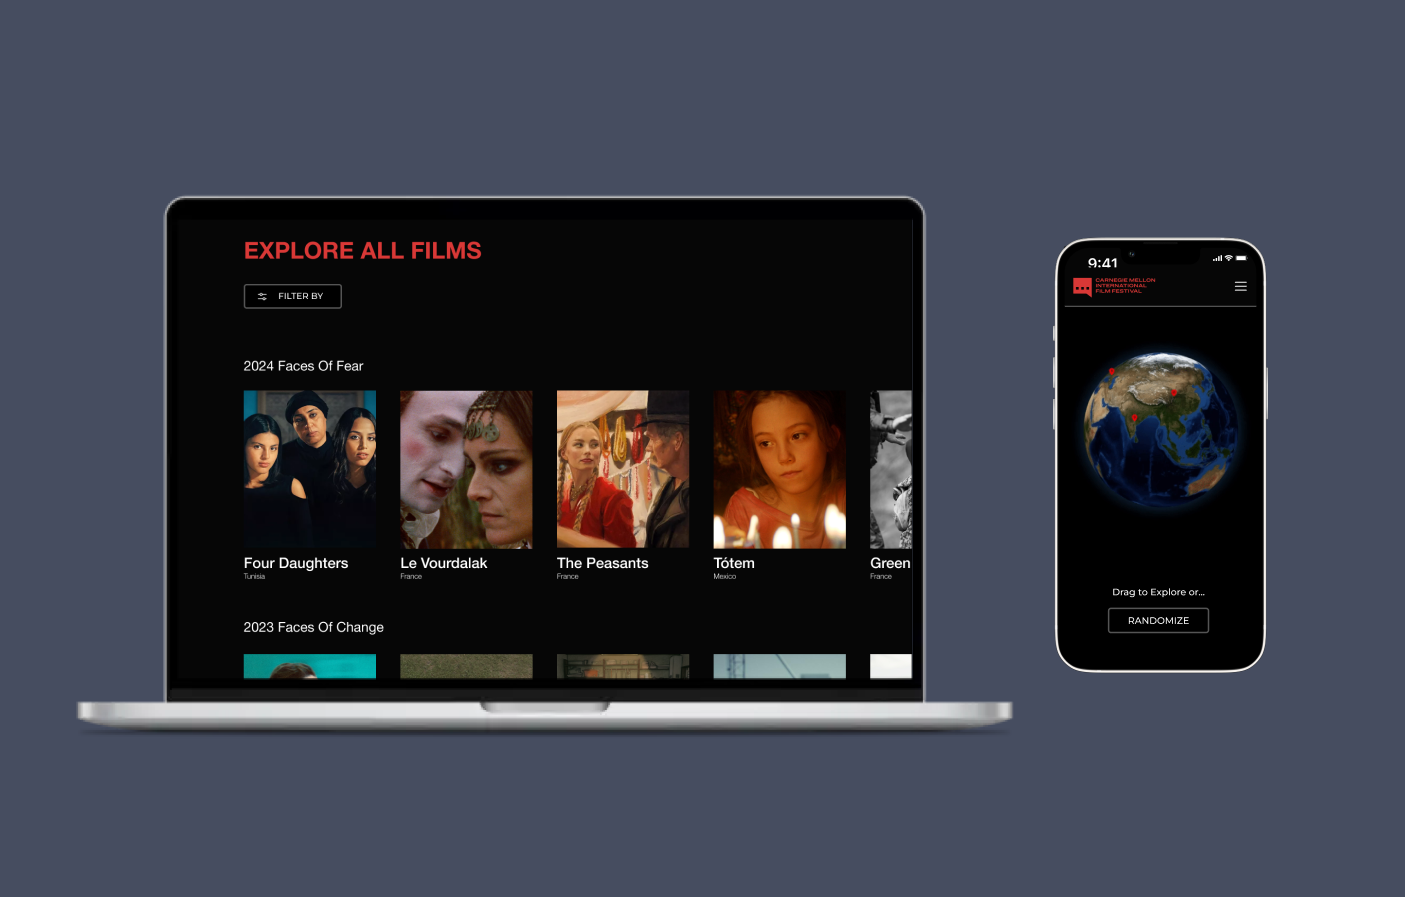 EXPLORE ALL FILMS
FILTER BY
2024 Faces Of Fear
Four Daughters
Tunisia
Le Vourdalak
France
The Peasants
France
Tótem
Mexico
Green
France
2023 Faces Of Change
9:41
CARNEGIE MELLON
INTERNATIONAL
FILM FESTIVAL
Drag to Explore or...
RANDOMIZE